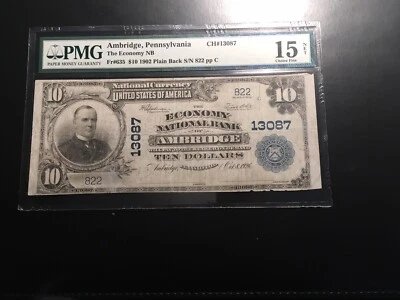 PMG
PAPER MONEY GUARANTY
Ambridge, Pennsylvania CH#13087
The Economy NB
Fr#635 $10 1902 Plain Back S/N 822 pp C
15 NET
Choice Fine
National Currency
UNITED STATES OF AMERICA
10
10
822
THE
ECONOMY
NATIONAL BANK
13087
13087
AMBRIDGE
TEN DOLLARS
822
Ambridge,
10